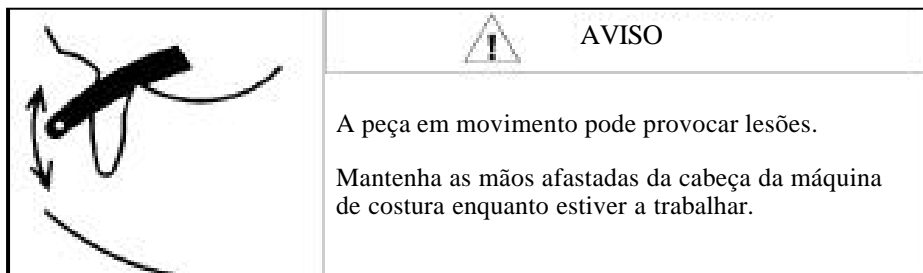 AVISO
A peça em movimento pode provocar lesões.
Mantenha as mãos afastadas da cabeça da máquina
de costura enquanto estiver a trabalhar.